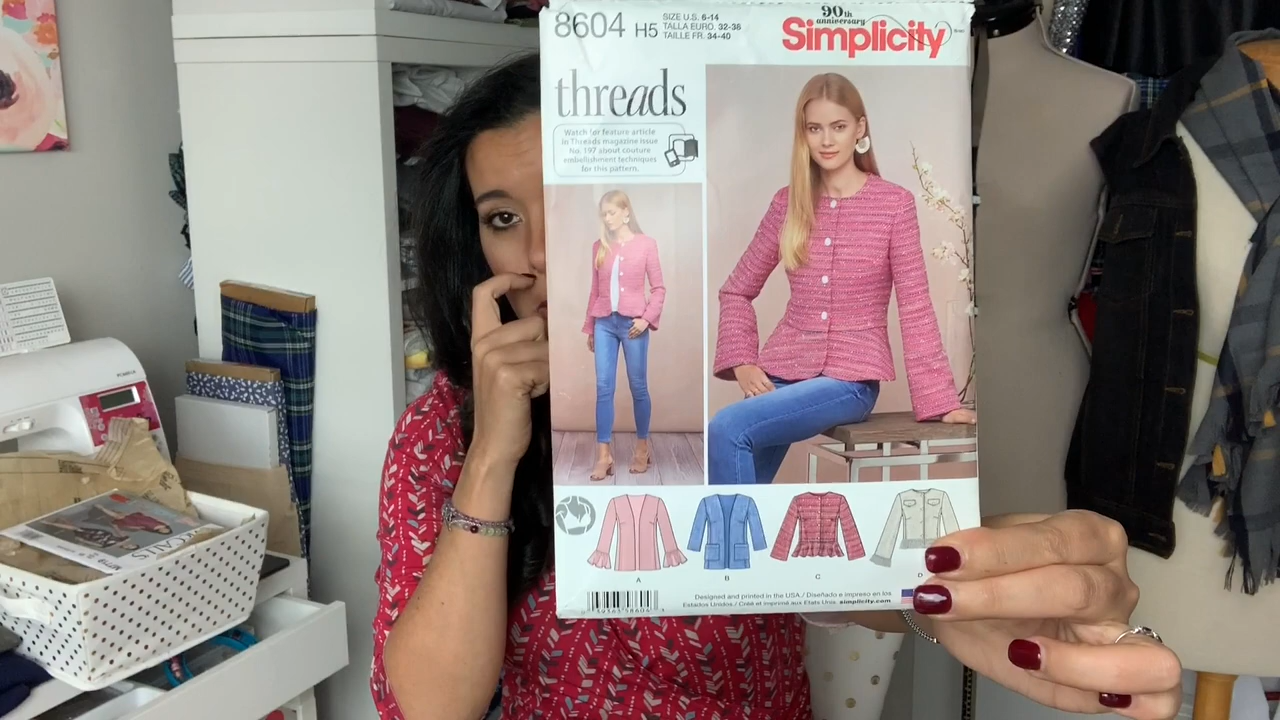 8604 H5
SIZE U.S. 6-14
TALLA EURO. 32-38
TAILLE FR. 34-40
90th
anniversary
Simplicity
threads
Watch for feature article
in Threads magazine issue
No. 197 about couture
embellishment techniques
for this pattern.
A
B
C
D
Designed and printed in the USA / Diseñado e impreso en los
Estados Unidos / Créé et imprimé aux Etats Unis simplicity.com
McCALL'S